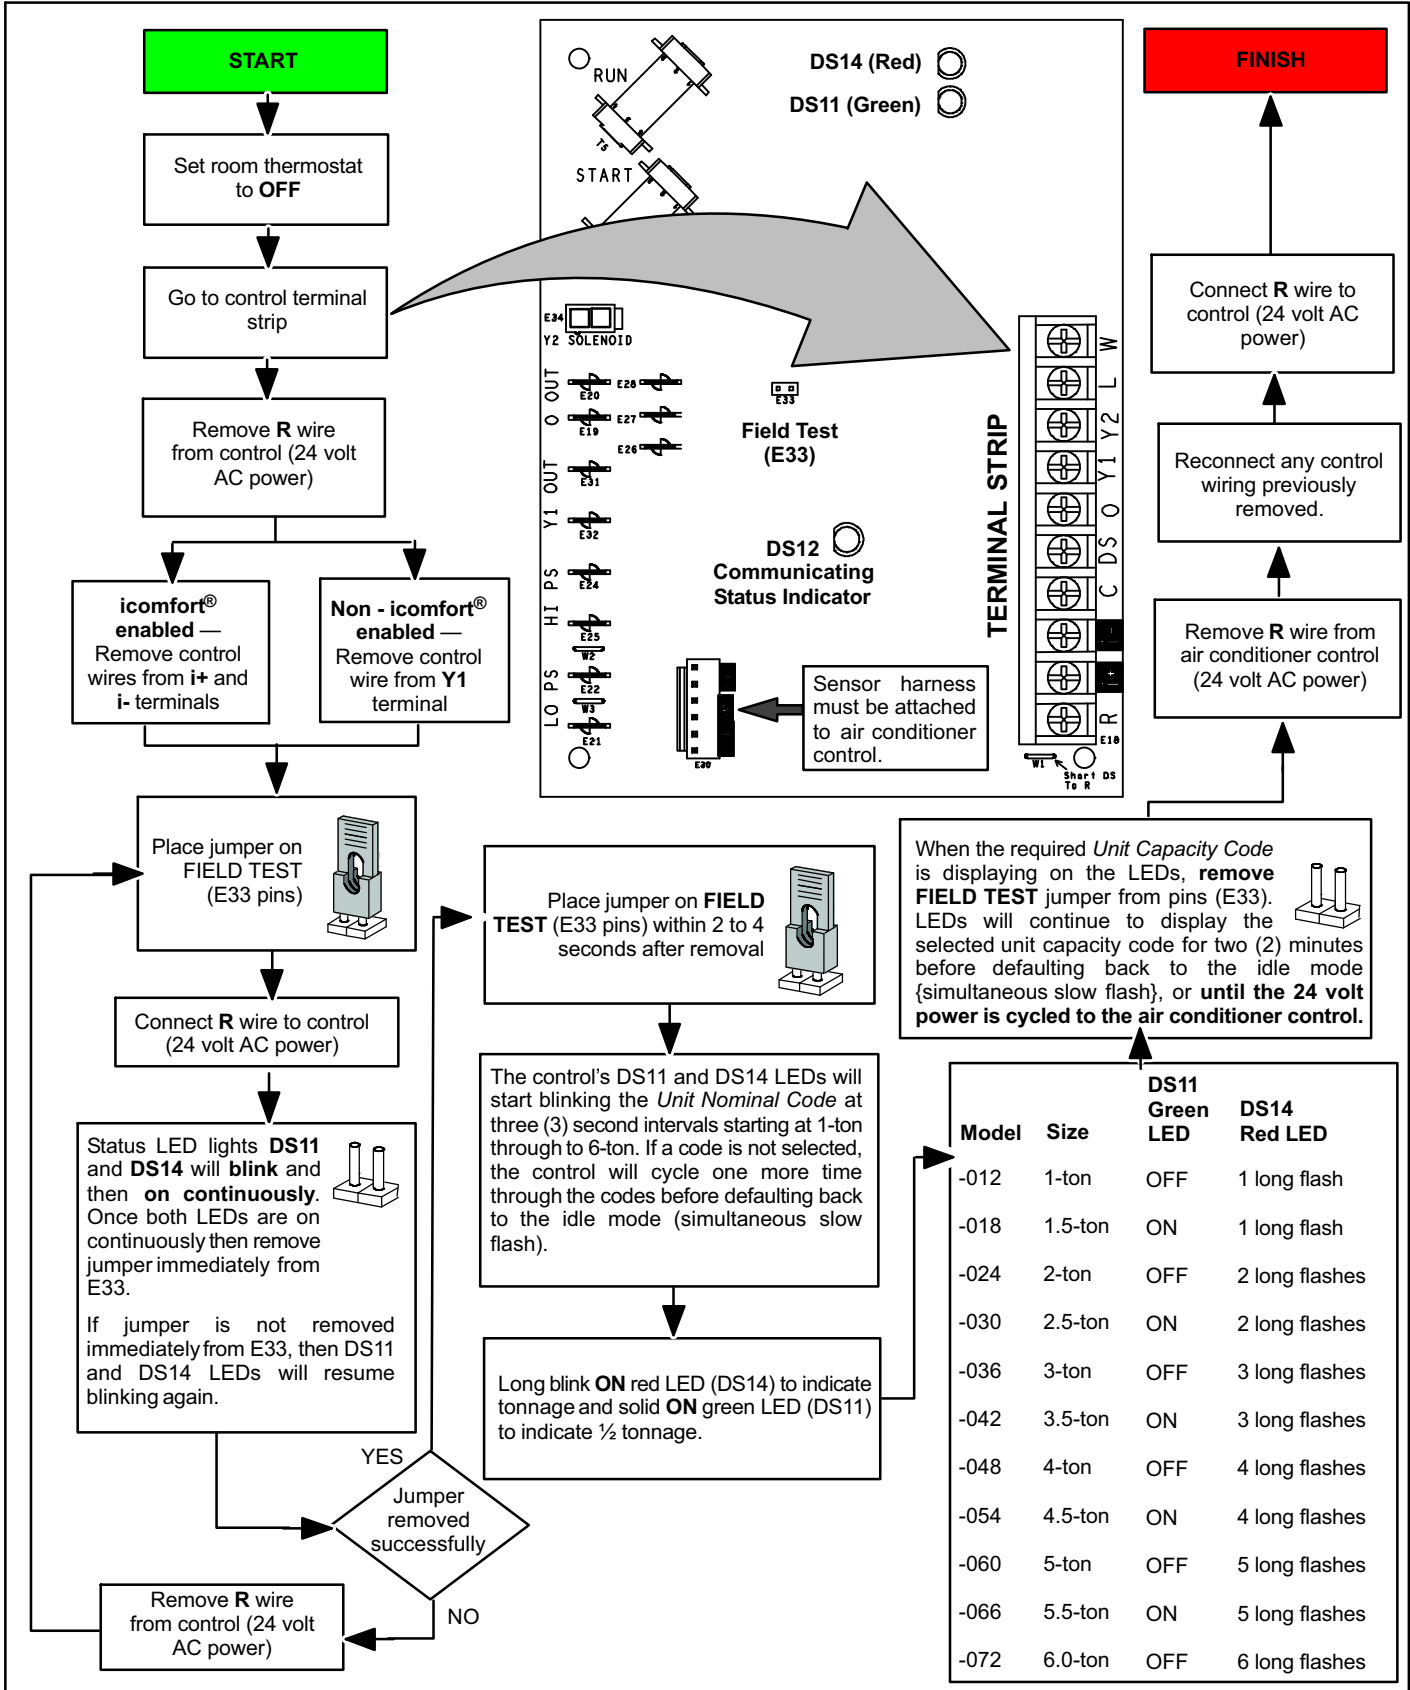 START
Set room thermostat
to OFF
Go to control terminal
strip
Remove R wire
from control (24 volt
AC power)
icomfort®
enabled —
Remove control
wires from i+ and
i- terminals
Non - icomfort®
enabled —
Remove control
wire from Y1
terminal
Place jumper on
FIELD TEST
(E33 pins)
Connect R wire to control
(24 volt AC power)
Status LED lights DS11
and DS14 will blink and
then on continuously.
Once both LEDs are on
continuously then remove
jumper immediately from
E33.
If jumper is not removed
immediately from E33, then DS11
and DS14 LEDs will resume
blinking again.
YES
Jumper
removed
successfully
NO
Remove R wire
from control (24 volt
AC power)
RUN
T5
START
DS14 (Red)
DS11 (Green)
E34
Y2 SOLENOID
O OUT
E20
E28
E19
E27
E26
Y1 OUT
E31
E32
HI PS
E24
E25
W2
LO PS
E22
W3
E21
E33
Field Test
(E33)
DS12
Communicating
Status Indicator
E30
Sensor harness
must be attached
to air conditioner
control.
TERMINAL STRIP
W
L
Y2
Y1
O
DS
C
I-
I+
R
E18
W1
Short DS
To R
Place jumper on FIELD
TEST (E33 pins) within 2 to 4
seconds after removal
The control's DS11 and DS14 LEDs will
start blinking the Unit Nominal Code at
three (3) second intervals starting at 1-ton
through to 6-ton. If a code is not selected,
the control will cycle one more time
through the codes before defaulting back
to the idle mode (simultaneous slow
flash).
Long blink ON red LED (DS14) to indicate
tonnage and solid ON green LED (DS11)
to indicate ½ tonnage.
Model Size DS11 Green LED DS14 Red LED
-012 1-ton OFF 1 long flash
-018 1.5-ton ON 1 long flash
-024 2-ton OFF 2 long flashes
-030 2.5-ton ON 2 long flashes
-036 3-ton OFF 3 long flashes
-042 3.5-ton ON 3 long flashes
-048 4-ton OFF 4 long flashes
-054 4.5-ton ON 4 long flashes
-060 5-ton OFF 5 long flashes
-066 5.5-ton ON 5 long flashes
-072 6.0-ton OFF 6 long flashes
When the required Unit Capacity Code
is displaying on the LEDs, remove
FIELD TEST jumper from pins (E33).
LEDs will continue to display the
selected unit capacity code for two (2) minutes
before defaulting back to the idle mode
{simultaneous slow flash}, or until the 24 volt
power is cycled to the air conditioner control.
Remove R wire from
air conditioner control
(24 volt AC power)
Reconnect any control
wiring previously
removed.
Connect R wire to
control (24 volt AC
power)
FINISH